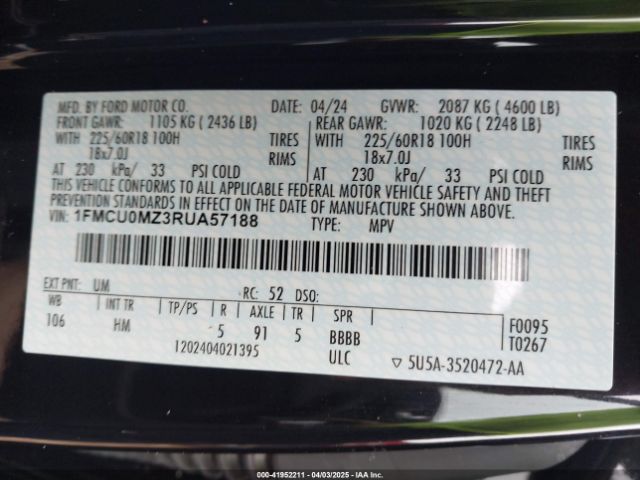 MFD. BY FORD MOTOR CO. DATE: 04/24 GVWR: 2087 KG ( 4600 LB)
FRONT GAWR: 1105 KG ( 2436 LB) REAR GAWR: 1020 KG ( 2248 LB)
WITH 225/60R18 100H TIRES WITH 225/60R18 100H TIRES
18x7.0J RIMS 18x7.0J RIMS
AT 230 kPa/ 33 PSI COLD AT 230 kPa/ 33 PSI COLD
THIS VEHICLE CONFORMS TO ALL APPLICABLE FEDERAL MOTOR VEHICLE SAFETY AND THEFT
PREVENTION STANDARDS IN EFFECT ON THE DATE OF MANUFACTURE SHOWN ABOVE.
VIN: 1FMCU0MZ3RUA57188 TYPE: MPV
EXT PNT: UM RC: 52 DSO:
WB INT TR TP/PS R AXLE TR SPR
106 HM 5 91 5 BBBB F0095
1202404021395 ULC T0267
▽ 5U5A-3520472-AA
000-41952211 - 04/03/2025 - IAAI.CA